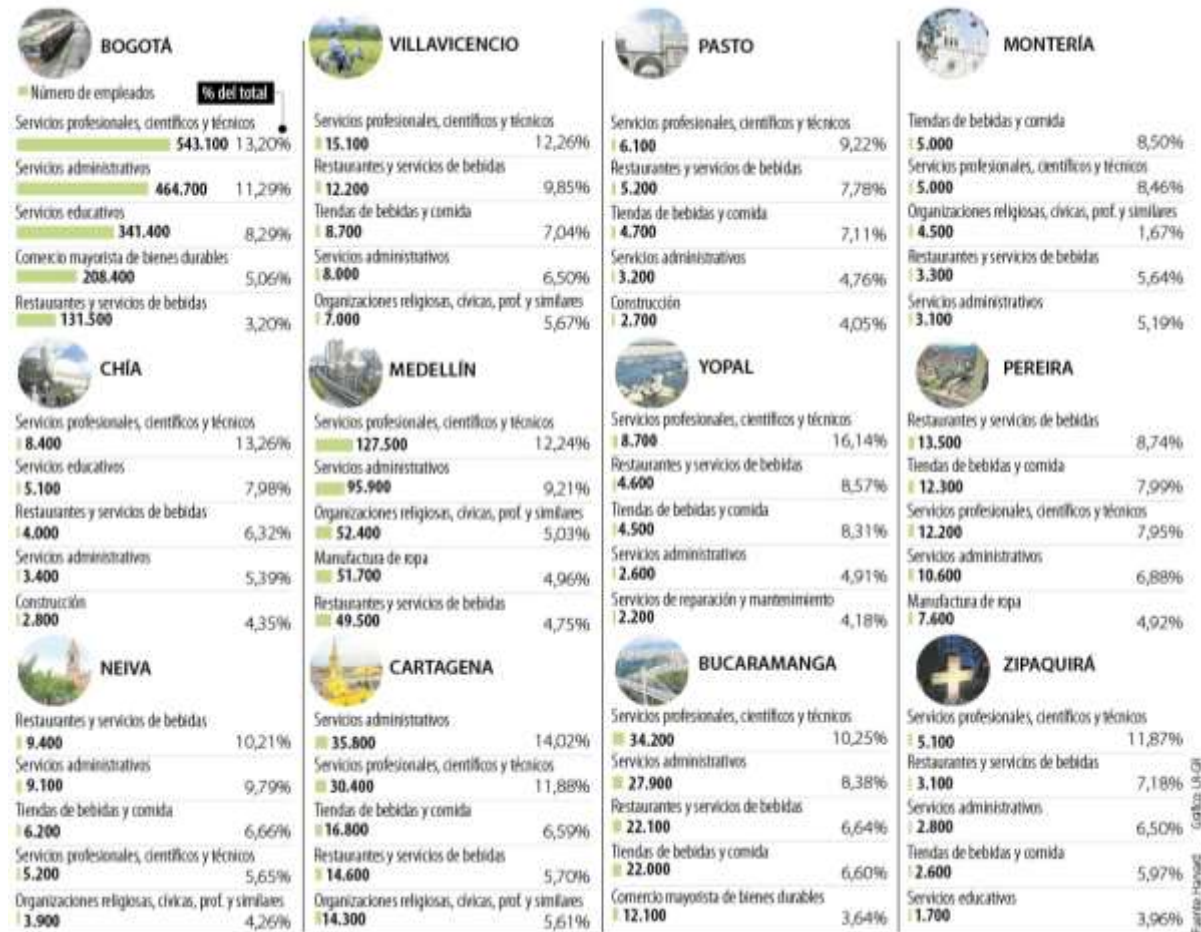 BOGOTÁ
Número de empleados
% del total
Servicios profesionales, científicos y técnicos
543.100 13,20%
Servicios administrativos
464.700 11,29%
Servicios educativos
341.400 8,29%
Comercio mayorista de bienes durables
208.400 5,06%
Restaurantes y servicios de bebidas
131.500 3,20%
VILLAVICENCIO
Servicios profesionales, científicos y técnicos
15.100 12,26%
Restaurantes y servicios de bebidas
12.200 9,85%
Tiendas de bebidas y comida
8.700 7,04%
Servicios administrativos
8.000 6,50%
Organizaciones religiosas, cívicas, prof. y similares
7.000 5,67%
PASTO
Servicios profesionales, científicos y técnicos
6.100 9,22%
Restaurantes y servicios de bebidas
5.200 7,78%
Tiendas de bebidas y comida
4.700 7,11%
Servicios administrativos
3.200 4,76%
Construcción
2.700 4,05%
MONTERÍA
Tiendas de bebidas y comida
5.000 8,50%
Servicios profesionales, científicos y técnicos
5.000 8,46%
Organizaciones religiosas, cívicas, prof. y similares
4.500 1,67%
Restaurantes y servicios de bebidas
3.300 5,64%
Servicios administrativos
3.100 5,19%
CHÍA
Servicios profesionales, científicos y técnicos
8.400 13,26%
Servicios educativos
5.100 7,98%
Restaurantes y servicios de bebidas
4.000 6,32%
Servicios administrativos
3.400 5,39%
Construcción
2.800 4,35%
MEDELLÍN
Servicios profesionales, científicos y técnicos
127.500 12,24%
Servicios administrativos
95.900 9,21%
Organizaciones religiosas, cívicas, prof. y similares
52.400 5,03%
Manufactura de ropa
51.700 4,96%
Restaurantes y servicios de bebidas
49.500 4,75%
YOPAL
Servicios profesionales, científicos y técnicos
8.700 16,14%
Restaurantes y servicios de bebidas
4.600 8,57%
Tiendas de bebidas y comida
4.500 8,31%
Servicios administrativos
2.600 4,91%
Servicios de reparación y mantenimiento
2.200 4,18%
PEREIRA
Restaurantes y servicios de bebidas
13.500 8,74%
Tiendas de bebidas y comida
12.300 7,99%
Servicios profesionales, científicos y técnicos
12.200 7,95%
Servicios administrativos
10.600 6,88%
Manufactura de ropa
7.600 4,92%
NEIVA
Restaurantes y servicios de bebidas
9.400 10,21%
Servicios administrativos
9.100 9,79%
Tiendas de bebidas y comida
6.200 6,66%
Servicios profesionales, científicos y técnicos
5.200 5,65%
Organizaciones religiosas, cívicas, prof. y similares
3.900 4,26%
CARTAGENA
Servicios administrativos
35.800 14,02%
Servicios profesionales, científicos y técnicos
30.400 11,88%
Tiendas de bebidas y comida
16.800 6,59%
Restaurantes y servicios de bebidas
14.600 5,70%
Organizaciones religiosas, cívicas, prof. y similares
14.300 5,61%
BUCARAMANGA
Servicios profesionales, científicos y técnicos
34.200 10,25%
Servicios administrativos
27.900 8,38%
Restaurantes y servicios de bebidas
22.100 6,64%
Tiendas de bebidas y comida
22.000 6,60%
Comercio mayorista de bienes durables
12.100 3,64%
ZIPAQUIRÁ
Servicios profesionales, científicos y técnicos
5.100 11,87%
Restaurantes y servicios de bebidas
3.100 7,18%
Servicios administrativos
2.800 6,50%
Tiendas de bebidas y comida
2.600 5,97%
Servicios educativos
1.700 3,96%
Fuente: Harvard Gráfico: LR-GR